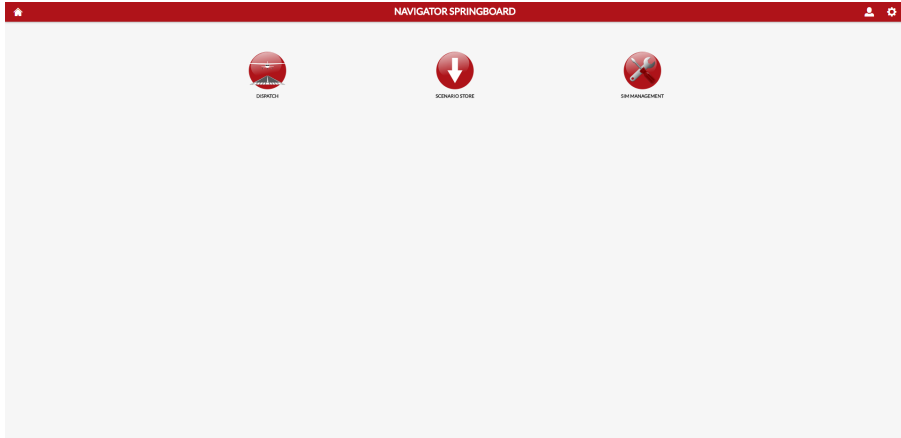 NAVIGATOR SPRINGBOARD
DISPATCH
SCENARIO STORE
SIM MANAGEMENT